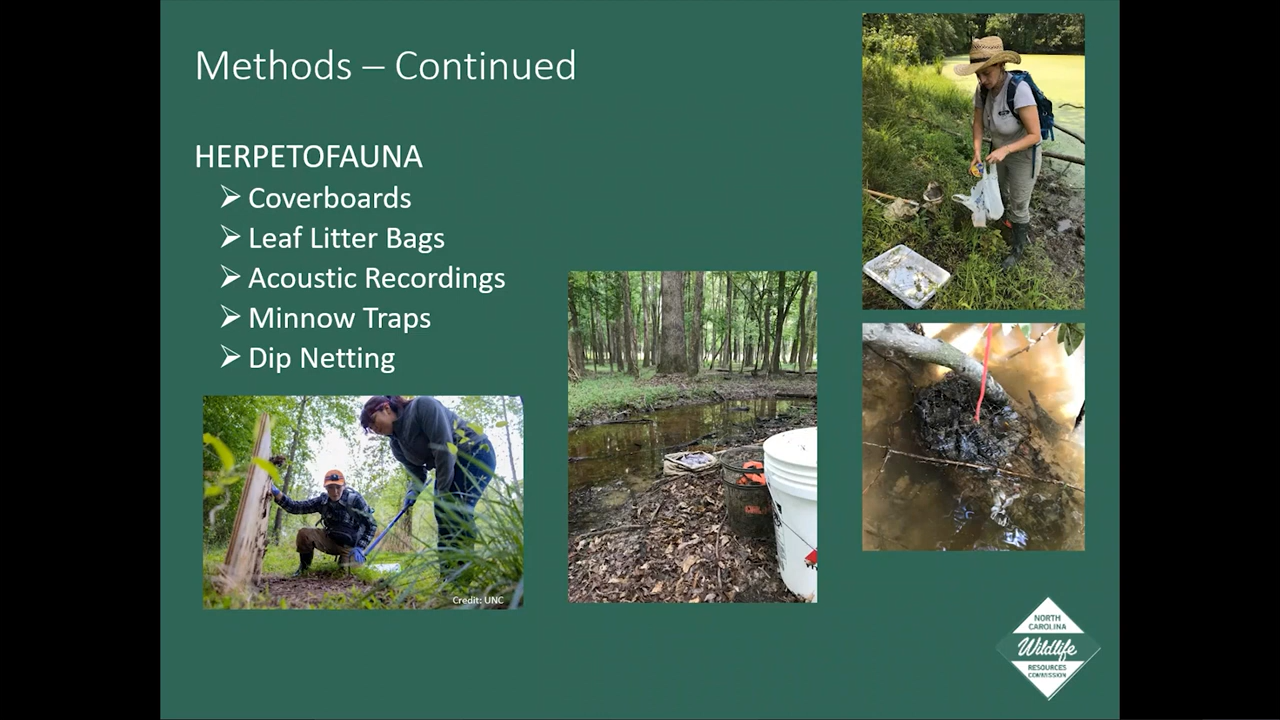 Methods – Continued
HERPETOFAUNA
➢ Coverboards
➢ Leaf Litter Bags
➢ Acoustic Recordings
➢ Minnow Traps
➢ Dip Netting
Credit: UNC
NORTH
CAROLINA
Wildlife
RESOURCES
COMMISSION